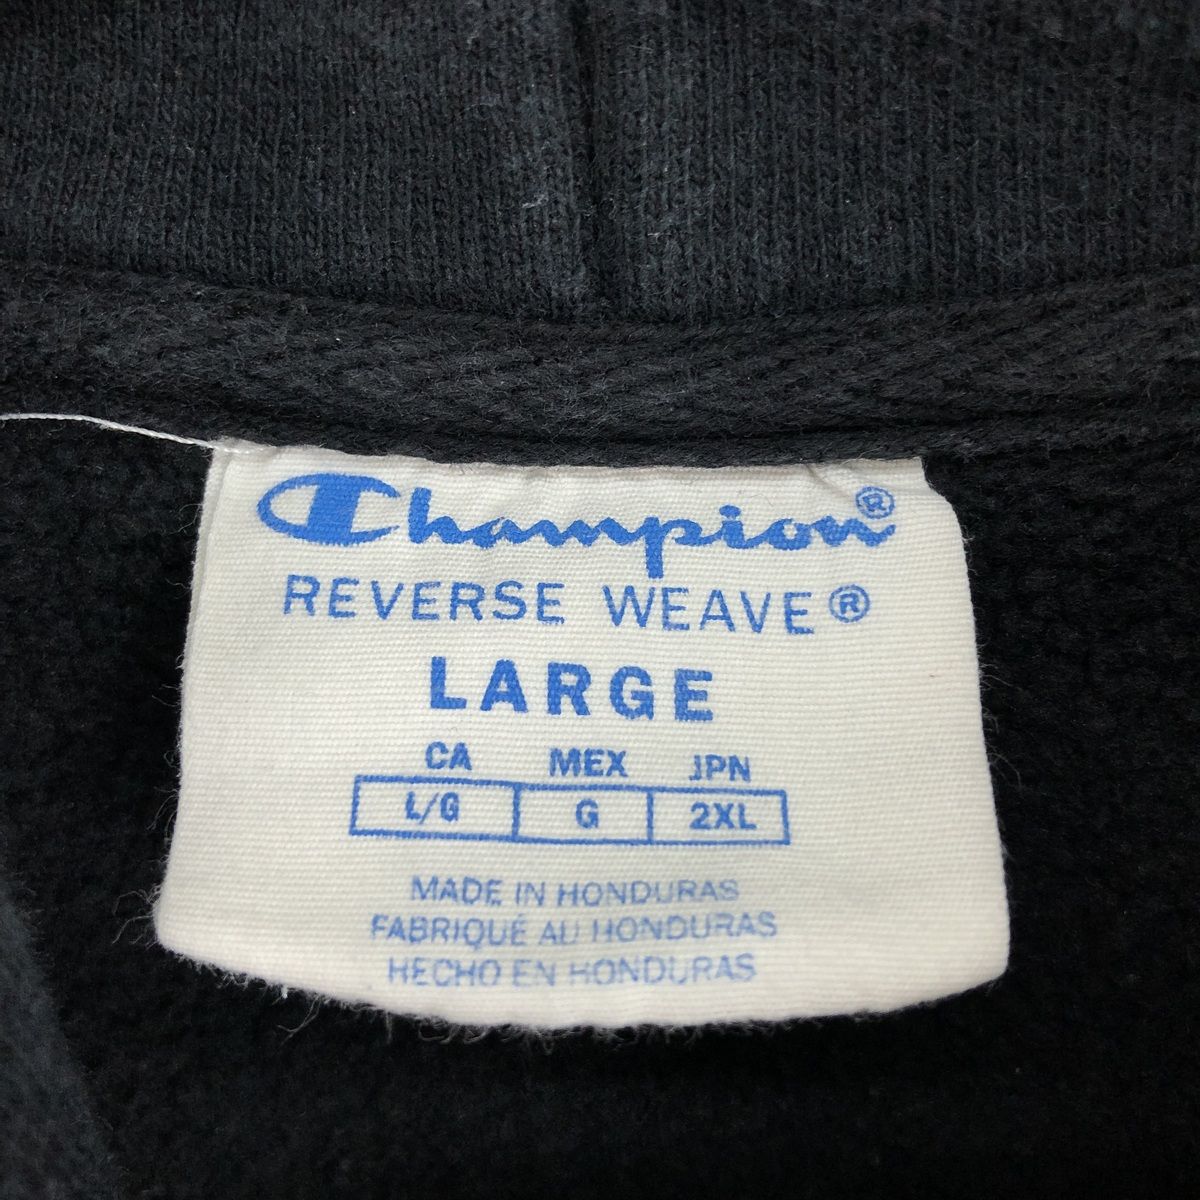 Champion®
REVERSE WEAVE®
LARGE
CA MEX JPN
L/G G 2XL
MADE IN HONDURAS
FABRIQUÉ AU HONDURAS
HECHO EN HONDURAS